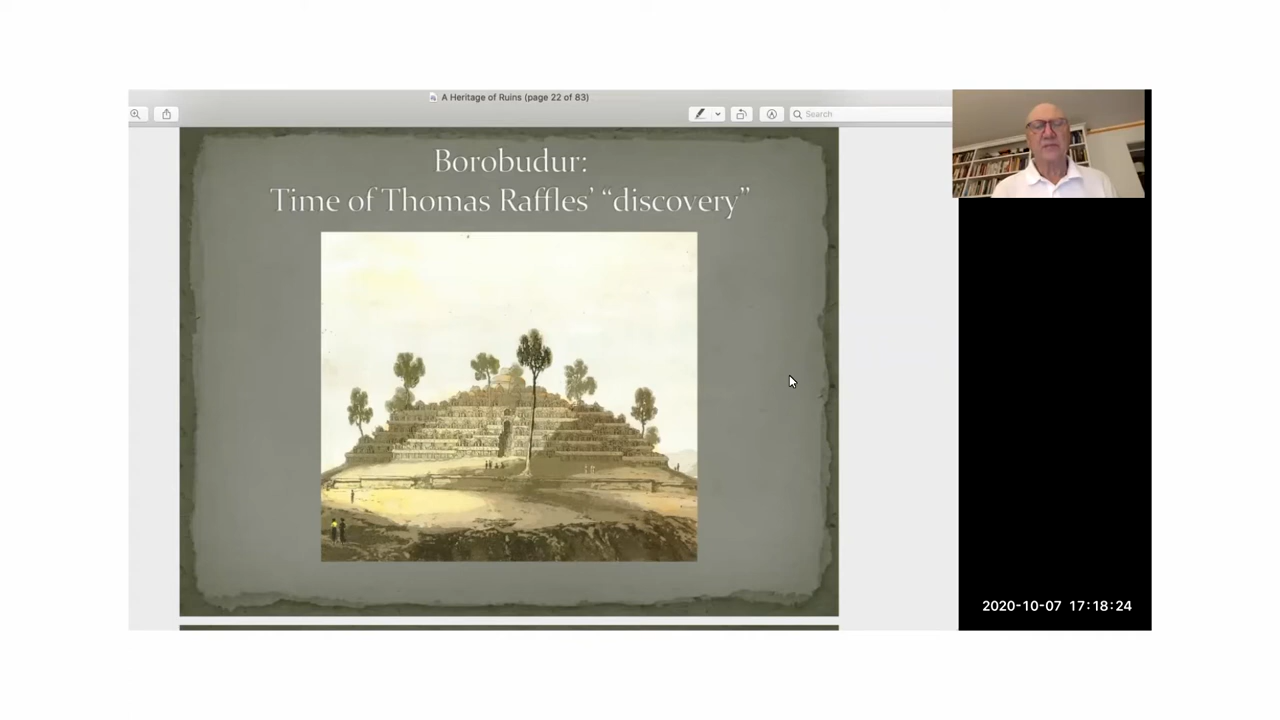 A Heritage of Ruins (page 22 of 83)
Search
Borobudur:
Time of Thomas Raffles’ “discovery”
2020-10-07 17:18:24